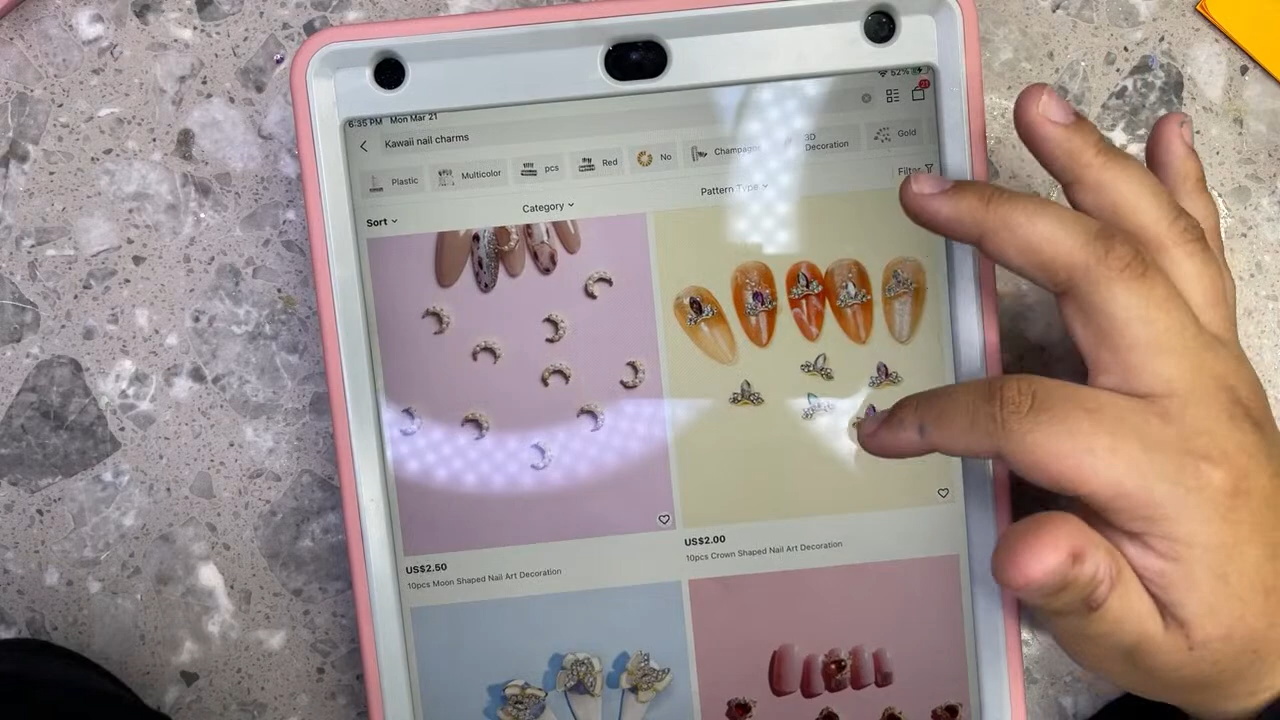 6:35 PM Mon Mar 21
52%
21
Kawaii nail charms
Plastic
Multicolor
pcs
Red
No
Champagne
3D Decoration
Gold
Sort
Category
Pattern Type
Filter
US$2.50
10pcs Moon Shaped Nail Art Decoration
US$2.00
10pcs Crown Shaped Nail Art Decoration